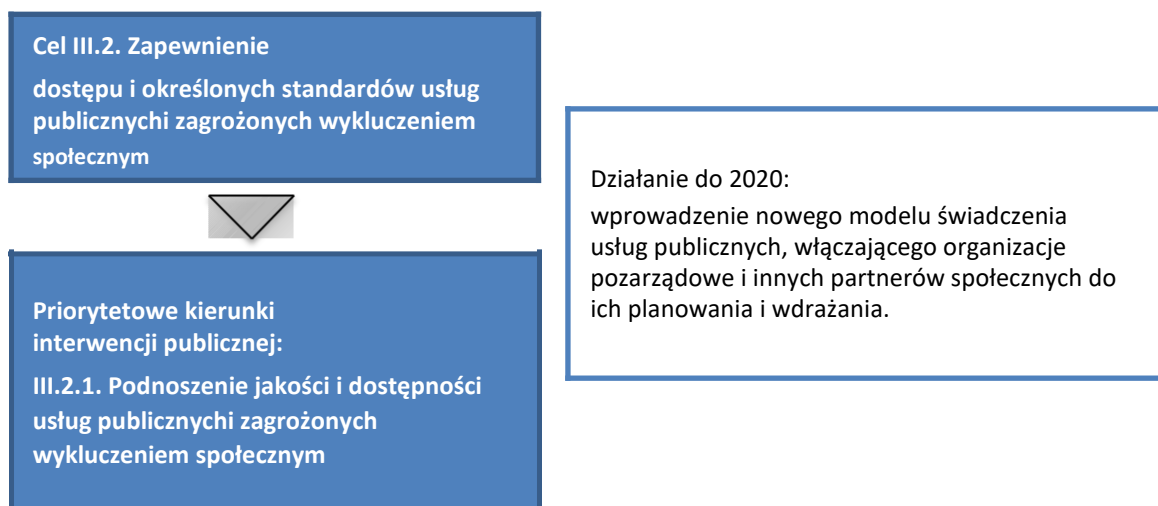 Cel III.2. Zapewnienie
dostępu i określonych standardów usług
publicznychi zagrożonych wykluczeniem
społecznym
Priorytetowe kierunki
interwencji publicznej:
III.2.1. Podnoszenie jakości i dostępności
usług publicznychi zagrożonych
wykluczeniem społecznym
Działanie do 2020:
wprowadzenie nowego modelu świadczenia
usług publicznych, włączającego organizacje
pozarządowe i innych partnerów społecznych do
ich planowania i wdrażania.